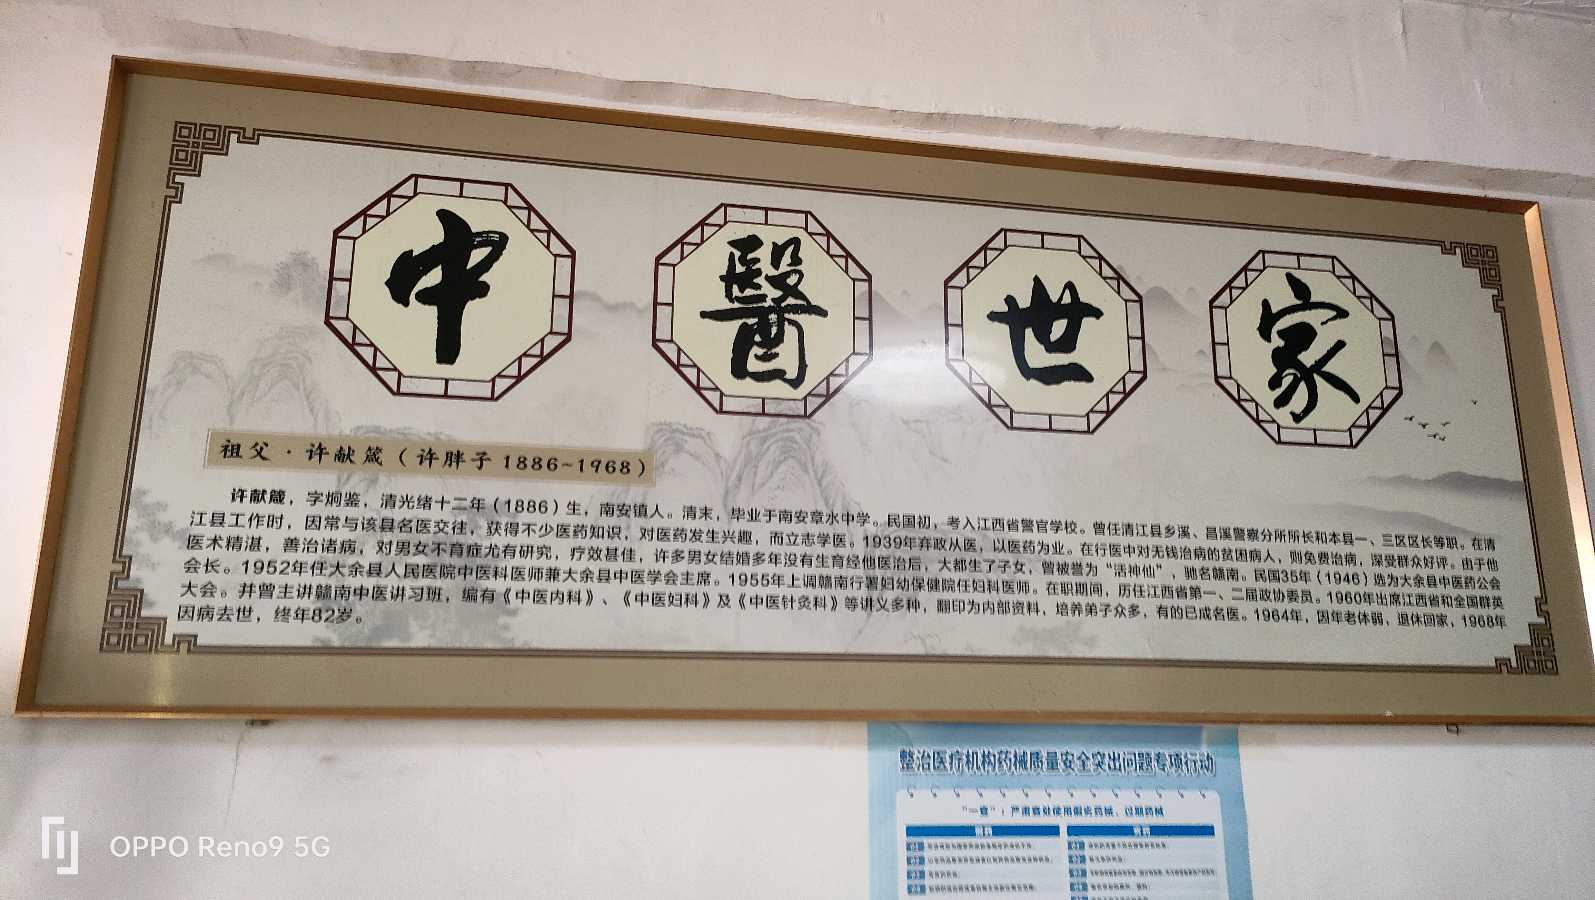 中醫世家
祖父·许献箴（许胖子 1886~1968）
许献箴，字炯鉴，清光绪十二年（1886）生，南安镇人。清末，毕业于南安章水中学。民国初，考入江西省警官学校。曾任清江县乡溪、昌溪警察分所所长和本县一、三区区长等职。在清
江县工作时，因常与该县名医交往，获得不少医药知识，对医药发生兴趣，而立志学医。1939年弃政从医，以医药为业。在行医中对无钱治病的贫困病人，则免费治病，深受群众好评。由于他
医术精湛，善治诸病，对男女不育症尤有研究，疗效甚佳，许多男女结婚多年没有生育经他医治后，大都生了子女，曾被誉为“活神仙”，驰名赣南。民国35年（1946）选为大余县中医药公会
会长。1952年任大余县人民医院中医科医师兼大余县中医学会主席。1955年上调赣南行署妇幼保健院任妇科医师。在职期间，历任江西省第一、二届政协委员。1960年出席江西省和全国群英
大会。并曾主讲赣南中医讲习班，编有《中医内科》、《中医妇科》及《中医针灸科》等讲义多种，翻印为内部资料，培养弟子众多，有的已成名医。1964年，因年老体弱，退休回家，1968年
因病去世，终年82岁。
整治医疗机构药械质量安全突出问题专项行动
“一查”：严肃查处使用假劣药械、过期药械
OPPO Reno9 5G